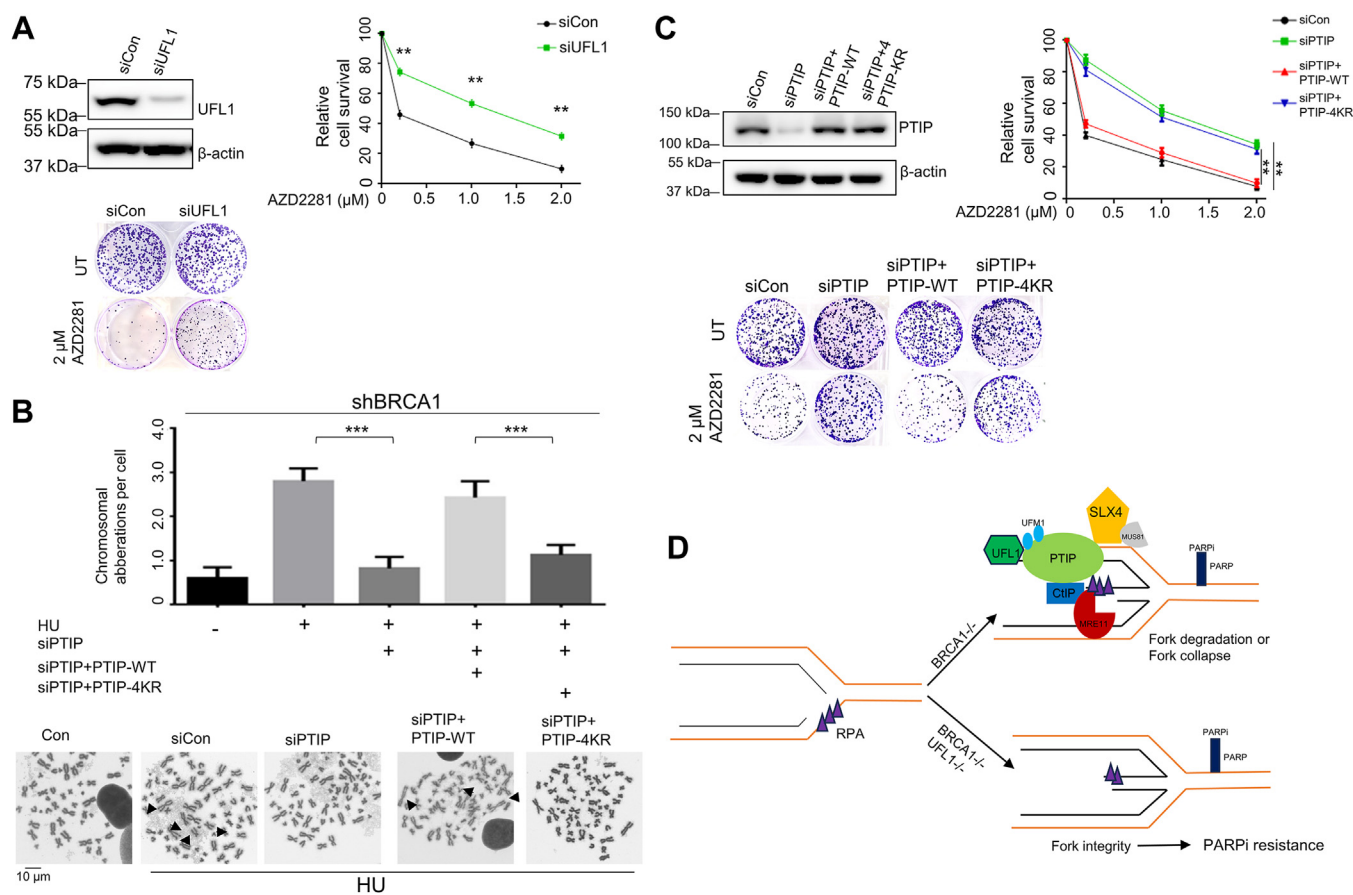 A
siCon
siUFL1
75 kDa
55 kDa
55 kDa
37 kDa
UFL1
β-actin
siCon
siUFL1
Relative
cell survival
100
80
60
40
20
0
**
**
**
0
0.5
1.0
1.5
2.0
AZD2281 (µM)
siCon
siUFL1
UT
2 µM
AZD2281
C
siCon
siPTIP
siPTIP+
PTIP-WT
siPTIP+4
PTIP-KR
150 kDa
100 kDa
55 kDa
37 kDa
PTIP
β-actin
siCon
siPTIP
siPTIP+
PTIP-WT
siPTIP+
PTIP-4KR
Relative
cell survival
100
80
60
40
20
0
**
**
0
0.5
1.0
1.5
2.0
AZD2281 (µM)
siCon
siPTIP
siPTIP+
PTIP-WT
siPTIP+
PTIP-4KR
UT
2 µM
AZD2281
B
shBRCA1
Chromosomal
abberations per cell
4.0
3.0
2.0
1.0
0
***
***
HU - + + + +
siPTIP + + +
siPTIP+PTIP-WT +
siPTIP+PTIP-4KR +
Con
siCon
siPTIP
siPTIP+
PTIP-WT
siPTIP+
PTIP-4KR
10 µm
HU
D
RPA
BRCA1-/-
BRCA1-/-
UFL1-/-
UFL1
UFM1
PTIP
SLX4
MUS81
CtIP
MRE11
PARPi
PARP
Fork degradation or
Fork collapse
PARPi
PARP
Fork integrity
PARPi resistance